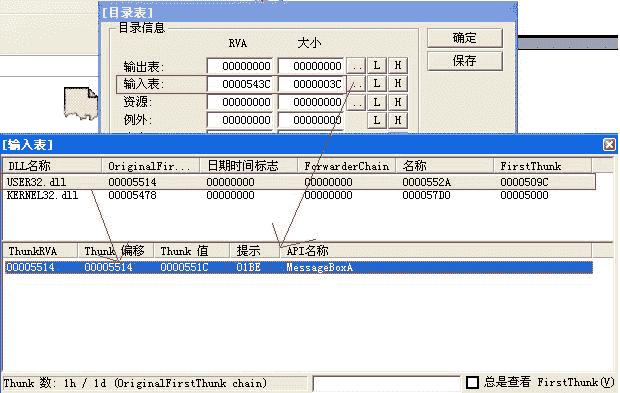 [目录表]
目录信息
RVA 大小
确定
输出表: 00000000 00000000 .. L H
保存
输入表: 0000543C 0000003C .. L H
资源: 00000000 00000000 .. L H
例外: 00000000 00000000 L H
[输入表]
DLL名称 OriginalFir... 日期时间标志 ForwarderChain 名称 FirstThunk
USER32.dll 00005514 00000000 00000000 0000552A 0000509C
KERNEL32.dll 00005478 00000000 00000000 000057D0 00005000
ThunkRVA Thunk 偏移 Thunk 值 提示 API名称
00005514 00005514 0000551C 01BE MessageBoxA
Thunk 数: 1h / 1d (OriginalFirstThunk chain)
总是查看 FirstThunk(V)